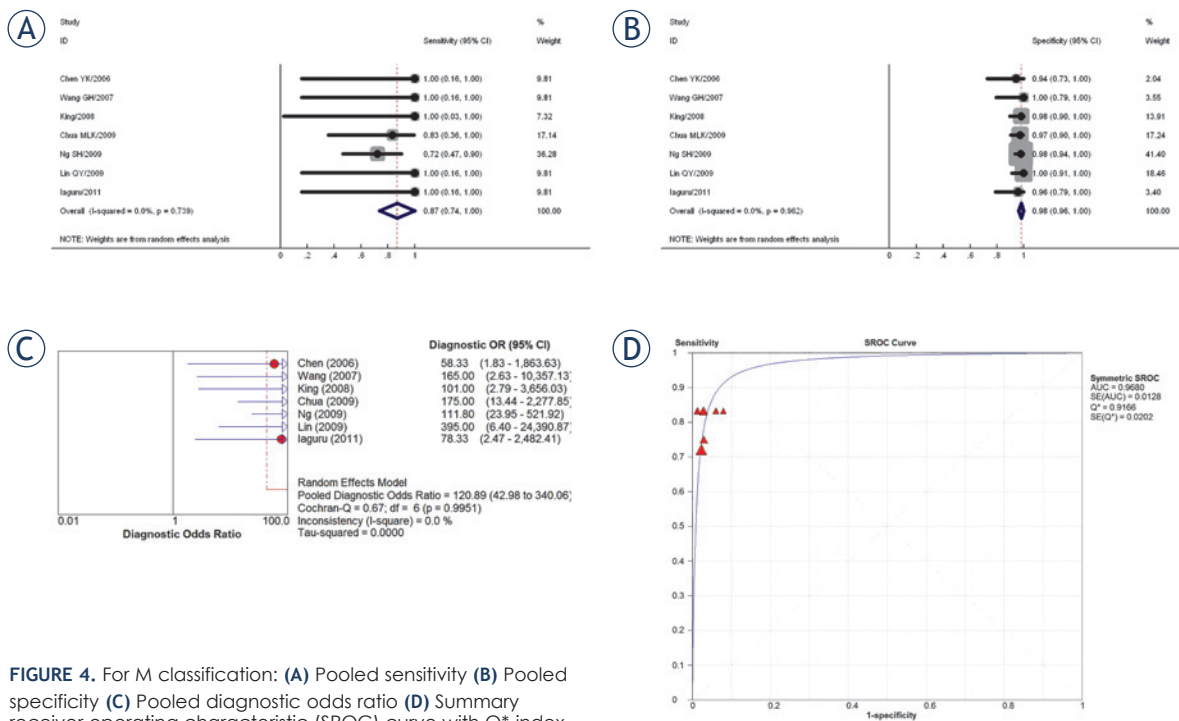 A
Study %
ID Sensitivity (95% CI) Weight
Chen YK/2006 1.00 (0.16, 1.00) 9.81
Wang GH/2007 1.00 (0.16, 1.00) 9.81
King/2008 1.00 (0.03, 1.00) 7.32
Chua MLK/2009 0.83 (0.36, 1.00) 17.14
Ng SH/2009 0.72 (0.47, 0.90) 36.28
Lin QY/2009 1.00 (0.16, 1.00) 9.81
Iaguru/2011 1.00 (0.16, 1.00) 9.81
Overall (I-squared = 0.0%, p = 0.739) 0.87 (0.74, 1.00) 100.00
NOTE: Weights are from random effects analysis
0 .2 .4 .6 .8 1
B
Study %
ID Specificity (95% CI) Weight
Chen YK/2006 0.94 (0.73, 1.00) 2.04
Wang GH/2007 1.00 (0.79, 1.00) 3.55
King/2008 0.98 (0.90, 1.00) 13.91
Chua MLK/2009 0.97 (0.90, 1.00) 17.24
Ng SH/2009 0.98 (0.94, 1.00) 41.40
Lin QY/2009 1.00 (0.91, 1.00) 18.46
Iaguru/2011 0.96 (0.79, 1.00) 3.40
Overall (I-squared = 0.0%, p = 0.962) 0.98 (0.96, 1.00) 100.00
NOTE: Weights are from random effects analysis
0 .2 .4 .6 .8 1
C
Diagnostic OR (95% CI)
Chen (2006) 58.33 (1.83 - 1,863.63)
Wang (2007) 165.00 (2.63 - 10,357.13)
King (2008) 101.00 (2.79 - 3,656.03)
Chua (2009) 175.00 (13.44 - 2,277.85)
Ng (2009) 111.80 (23.95 - 521.92)
Lin (2009) 395.00 (6.40 - 24,390.87)
Iaguru (2011) 78.33 (2.47 - 2,482.41)
Random Effects Model
Pooled Diagnostic Odds Ratio = 120.89 (42.98 to 340.06)
Cochran-Q = 0.67; df = 6 (p = 0.9951)
Inconsistency (I-square) = 0.0 %
Tau-squared = 0.0000
0.01 1 100.0
Diagnostic Odds Ratio
D
Sensitivity SROC Curve
1
0.9
0.8
0.7
0.6
0.5
0.4
0.3
0.2
0.1
0
0 0.2 0.4 0.6 0.8 1
1-specificity
Symmetric SROC
AUC = 0.9680
SE(AUC) = 0.0128
Q* = 0.9166
SE(Q*) = 0.0202
FIGURE 4. For M classification: (A) Pooled sensitivity (B) Pooled
specificity (C) Pooled diagnostic odds ratio (D) Summary
receiver operating characteristic (SROC) curve with Q* index